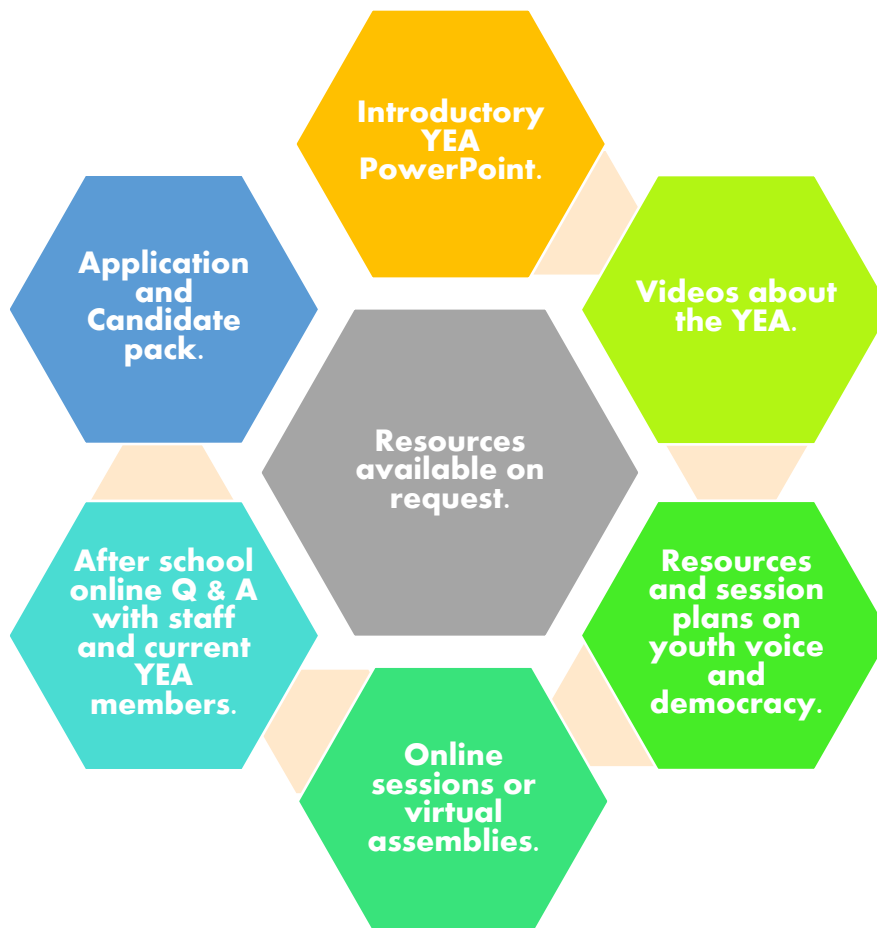 Introductory
YEA
PowerPoint.
Videos about
the YEA.
Resources
and session
plans on
youth voice
and
democracy.
Online
sessions or
virtual
assemblies.
After school
online Q & A
with staff
and current
YEA
members.
Application
and
Candidate
pack.
Resources
available on
request.